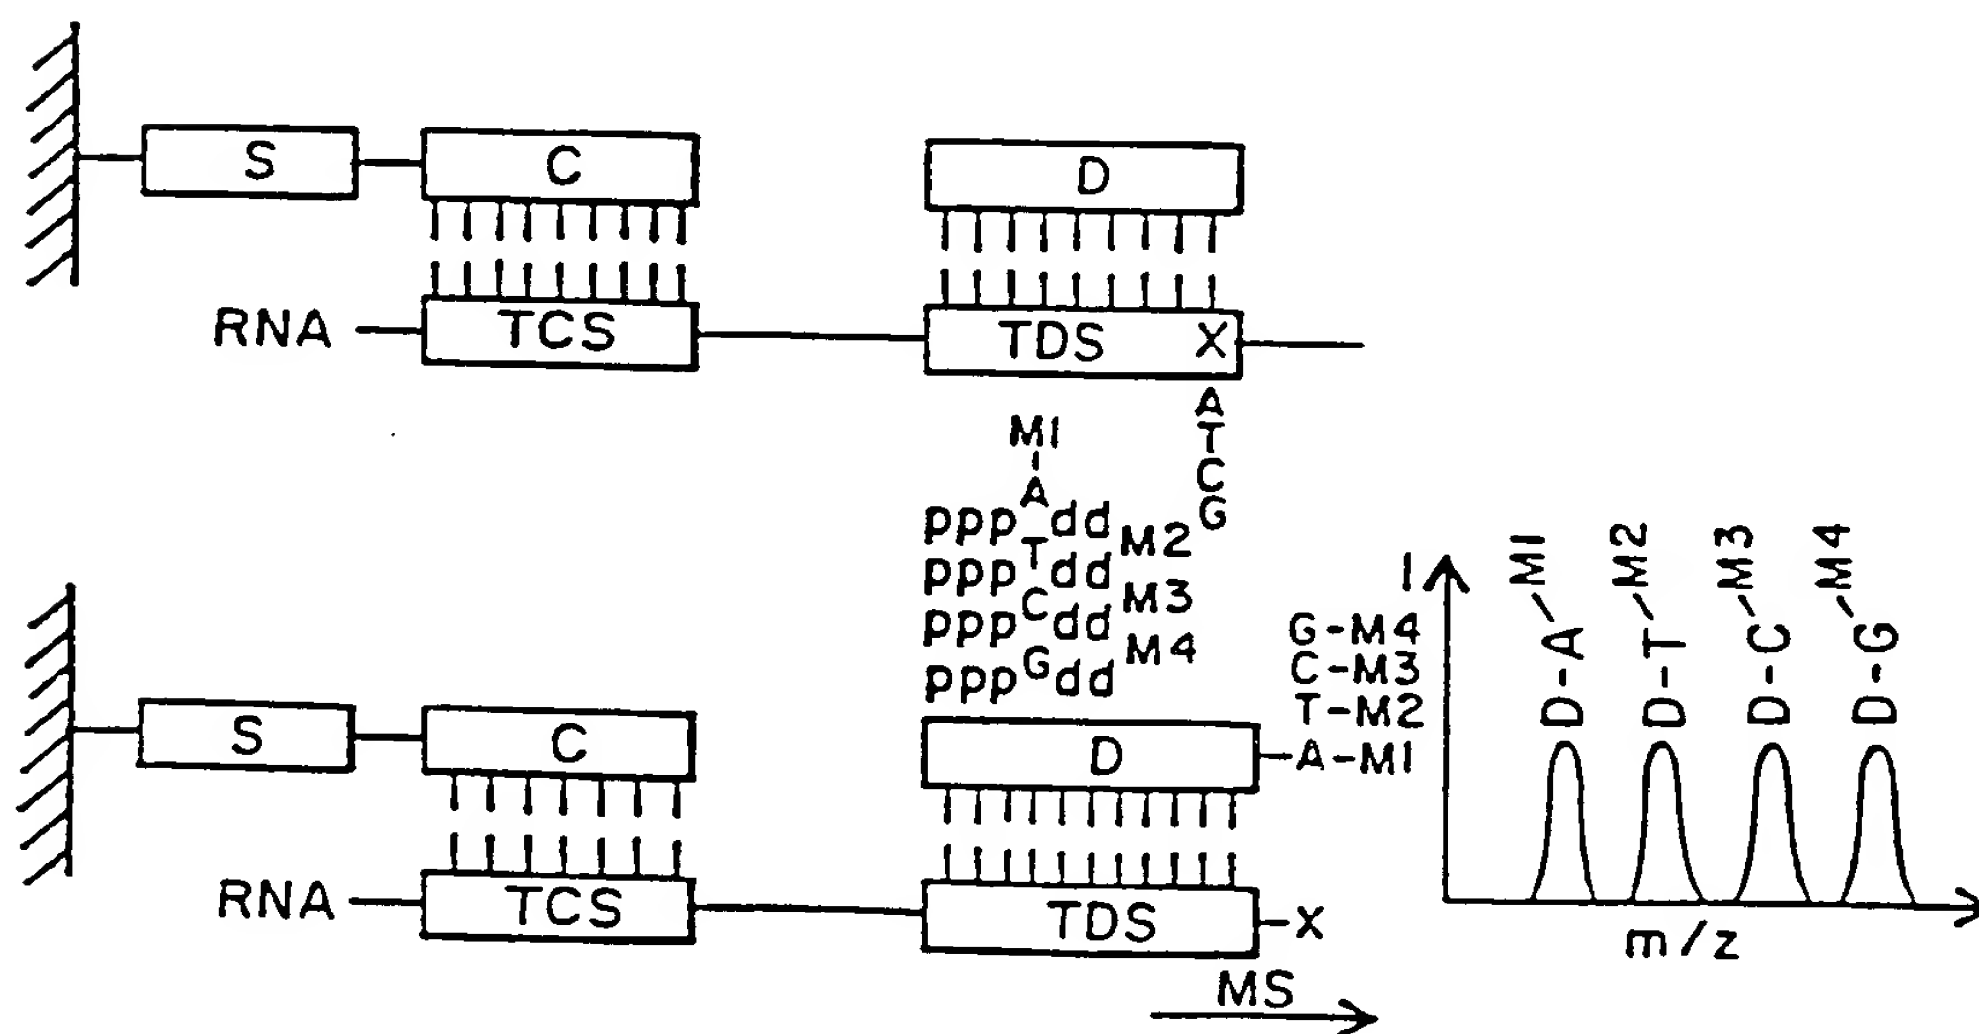 S C D
RNA TCS TDS X
A
T
C
G
M1
A
pppAdd
pppTdd M2
pppCdd M3
pppGdd M4
S C D
G-M4
C-M3
T-M2
A-M1
RNA TCS TDS X
MS
I
D-A-M1
D-T-M2
D-C-M3
D-G-M4
m/z